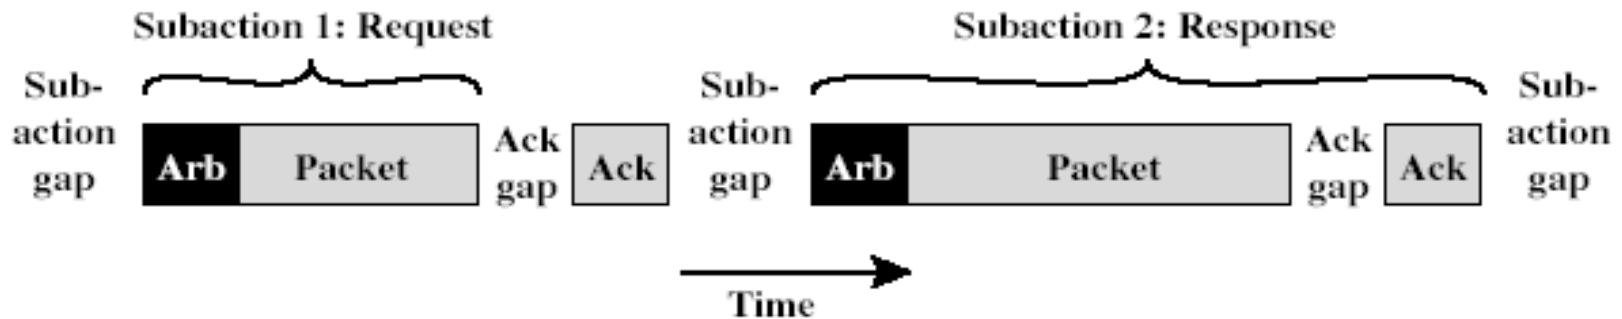 Subaction 1: Request
Subaction 2: Response
Sub-
action
gap
Arb
Packet
Ack
gap
Ack
Sub-
action
gap
Arb
Packet
Ack
gap
Ack
Sub-
action
gap
Time